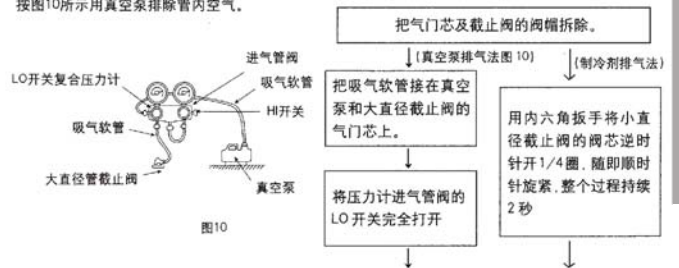 按图10所示用真空泵排除管内空气。
进气管阀
LO开关复合压力计
吸气软管
HI开关
吸气软管
大直径管截止阀
真空泵
图10
把气门芯及截止阀的阀帽拆除。
(真空泵排气法图10)
(制冷剂排气法)
把吸气软管接在真空
泵和大直径截止阀的
气门芯上。
将压力计进气管阀的
LO开关完全打开
用内六角扳手将小直
径截止阀的阀芯逆时
针开1/4圈，随即顺时
针旋紧，整个过程持续
2秒